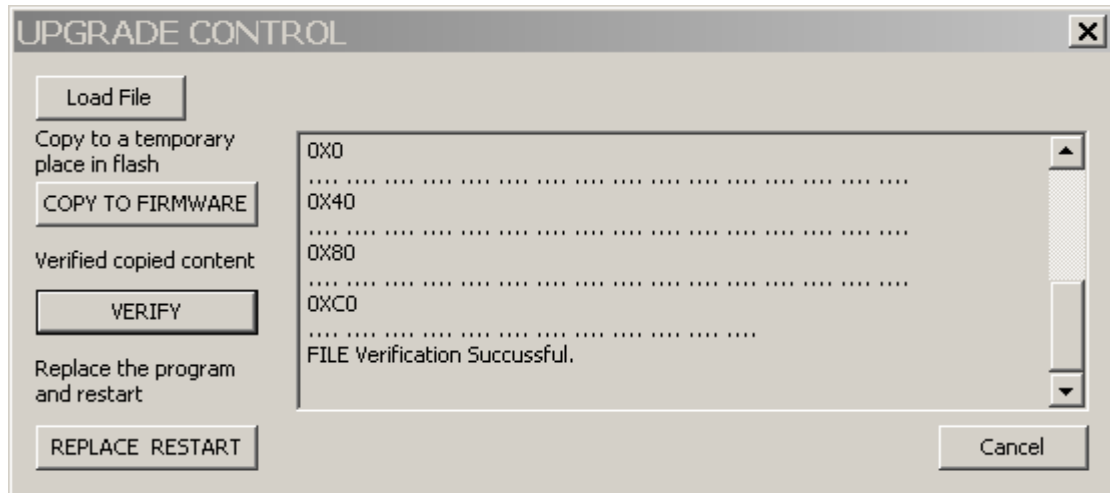 UPGRADE CONTROL
Load File
Copy to a temporary
place in flash
COPY TO FIRMWARE
Verified copied content
VERIFY
Replace the program
and restart
REPLACE RESTART
0X0
.... .... .... .... .... .... .... .... .... .... .... .... .... .... .... ....
0X40
.... .... .... .... .... .... .... .... .... .... .... .... .... .... .... ....
0X80
.... .... .... .... .... .... .... .... .... .... .... .... .... .... .... ....
0XC0
.... .... .... .... .... .... .... .... .... .... .... ....
FILE Verification Succussful.
Cancel